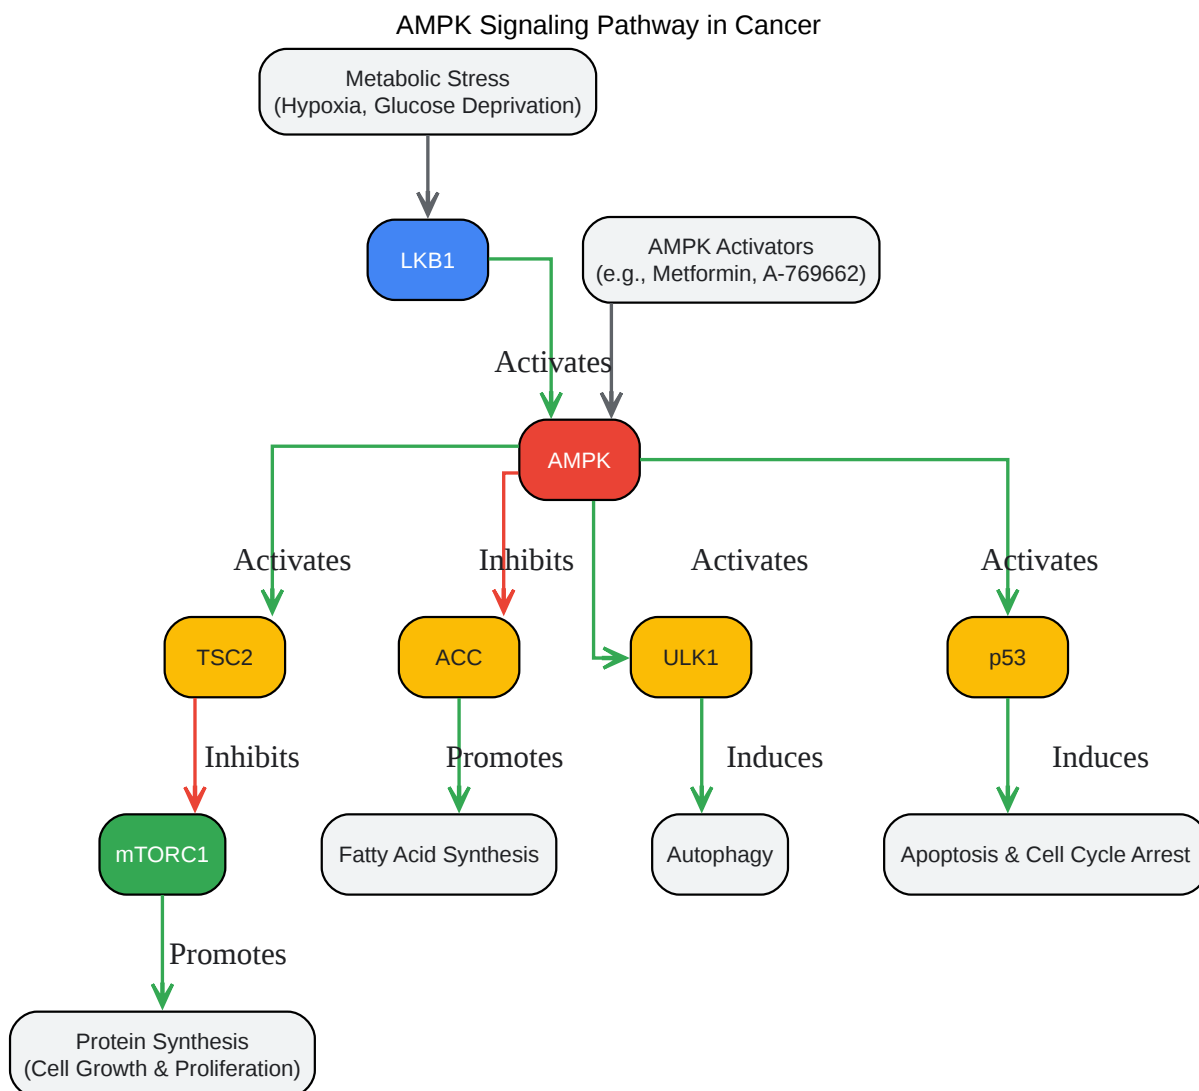 AMPK Signaling Pathway in Cancer
Metabolic Stress
(Hypoxia, Glucose Deprivation)
LKB1
AMPK Activators
(e.g., Metformin, A-769662)
Activates
AMPK
Activates
Inhibits
Activates
Activates
TSC2
ACC
ULK1
p53
Inhibits
Promotes
Induces
Induces
mTORC1
Fatty Acid Synthesis
Autophagy
Apoptosis & Cell Cycle Arrest
Promotes
Protein Synthesis
(Cell Growth & Proliferation)